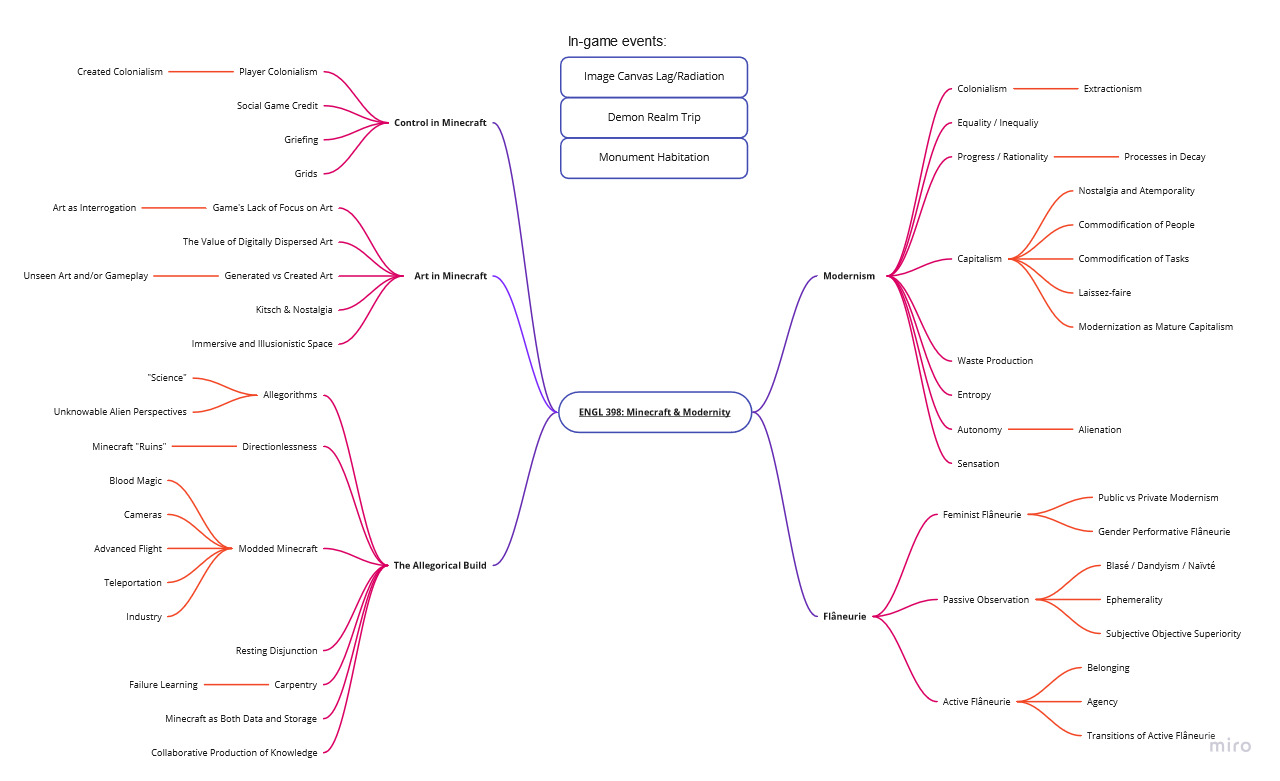 In-game events:
Image Canvas Lag/Radiation
Demon Realm Trip
Monument Habitation
ENGL 398: Minecraft & Modernity
Control in Minecraft
Player Colonialism
Created Colonialism
Social Game Credit
Griefing
Grids
Art in Minecraft
Game's Lack of Focus on Art
Art as Interrogation
The Value of Digitally Dispersed Art
Generated vs Created Art
Unseen Art and/or Gameplay
Kitsch & Nostalgia
Immersive and Illusionistic Space
The Allegorical Build
Allegorithms
"Science"
Unknowable Alien Perspectives
Directionlessness
Minecraft "Ruins"
Modded Minecraft
Blood Magic
Cameras
Advanced Flight
Teleportation
Industry
Resting Disjunction
Carpentry
Failure Learning
Minecraft as Both Data and Storage
Collaborative Production of Knowledge
Modernism
Colonialism
Extractionism
Equality / Inequaliy
Progress / Rationality
Processes in Decay
Capitalism
Nostalgia and Atemporality
Commodification of People
Commodification of Tasks
Laissez-faire
Modernization as Mature Capitalism
Waste Production
Entropy
Autonomy
Alienation
Sensation
Flâneurie
Feminist Flâneurie
Public vs Private Modernism
Gender Performative Flâneurie
Passive Observation
Blasé / Dandyism / Naïvté
Ephemerality
Subjective Objective Superiority
Active Flâneurie
Belonging
Agency
Transitions of Active Flâneurie
miro